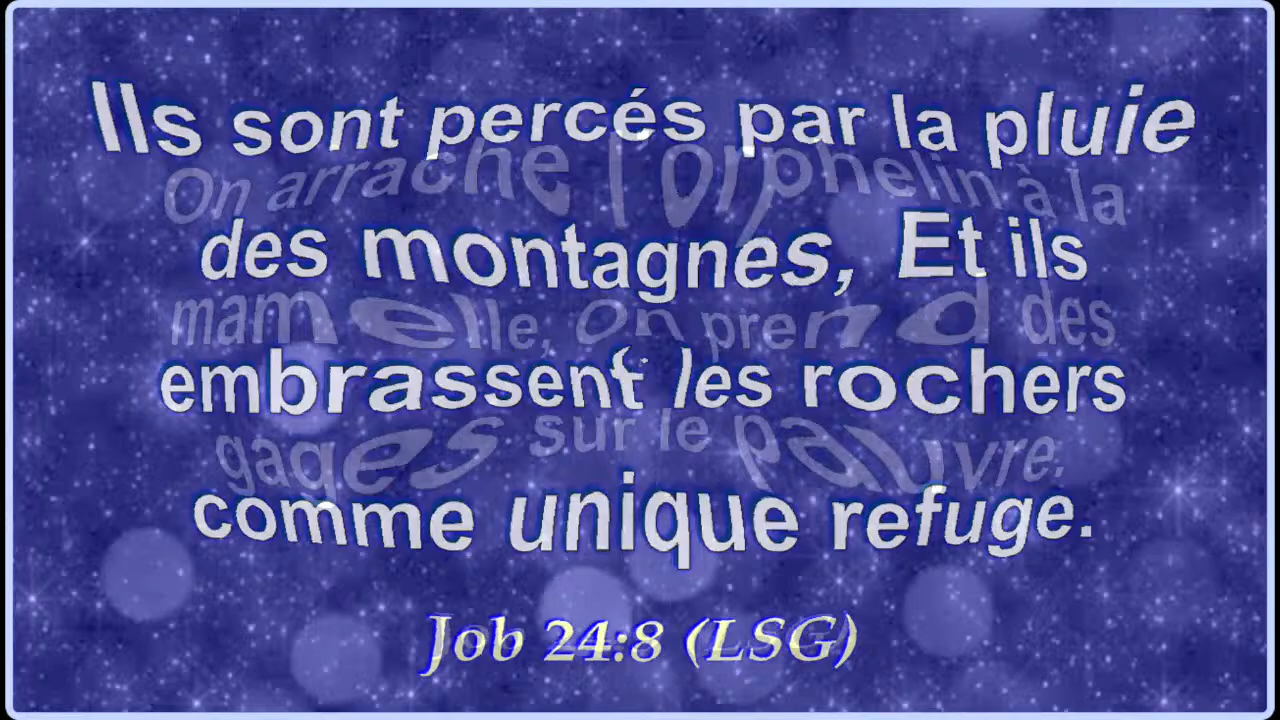 Ils sont percés par la pluie
On arrache l'orphelin à la
des montagnes, Et ils
mamelle, on prend des
embrassent les rochers
gages sur le pauvre.
comme unique refuge.
Job 24:8 (LSG)